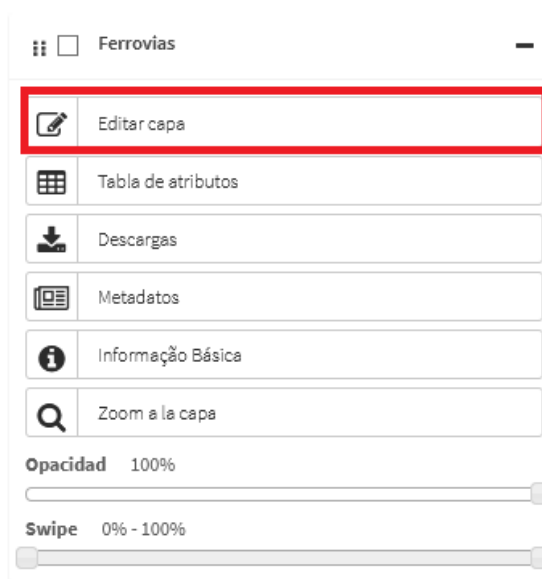 Ferrovias
Editar capa
Tabla de atributos
Descargas
Metadatos
Informação Básica
Zoom a la capa
Opacidad 100%
Swipe 0% - 100%